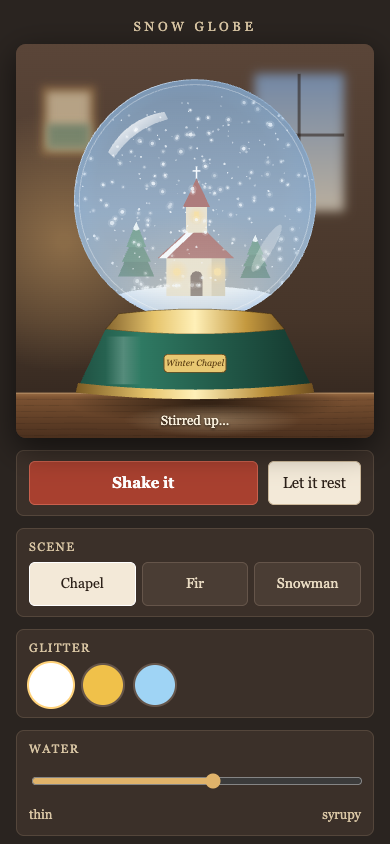 SNOW GLOBE
Winter Chapel
Stirred up...
Shake it
Let it rest
SCENE
Chapel
Fir
Snowman
GLITTER
WATER
thin
syrupy